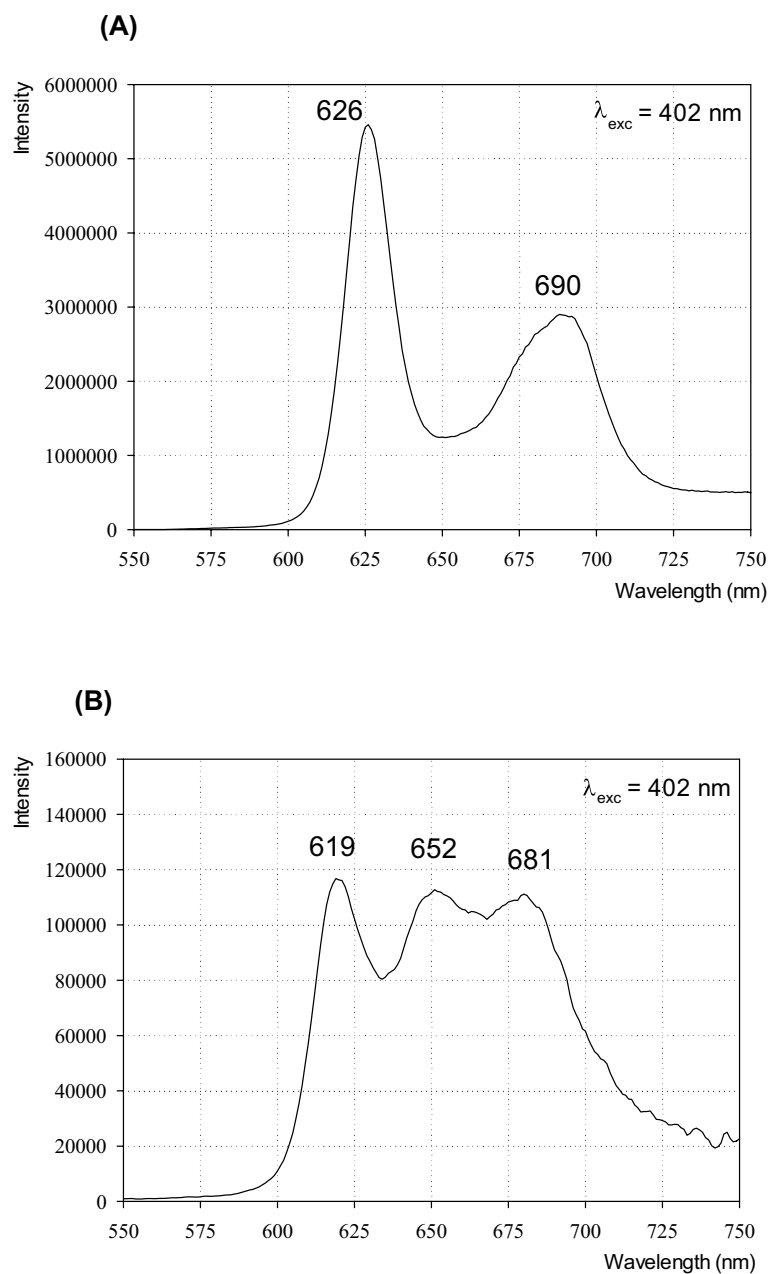 (A)
6000000
Intensity
626
λexc = 402 nm
5000000
4000000
3000000
690
2000000
1000000
0
550 575 600 625 650 675 700 725 750
Wavelength (nm)
(B)
160000
Intensity
λexc = 402 nm
140000
619 652 681
120000
100000
80000
60000
40000
20000
0
550 575 600 625 650 675 700 725 750
Wavelength (nm)